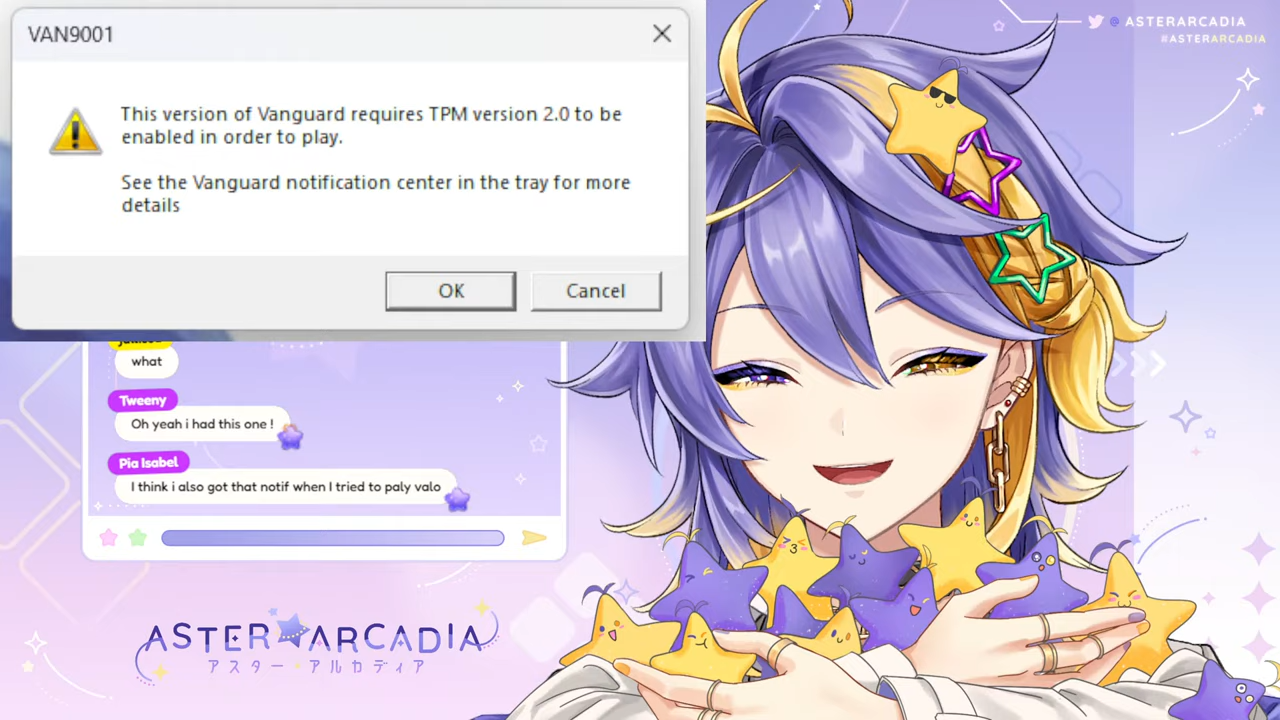 VAN9001
This version of Vanguard requires TPM version 2.0 to be
enabled in order to play.
See the Vanguard notification center in the tray for more
details
OK
Cancel
@ ASTERARCADIA
#ASTERARCADIA
what
Tweeny
Oh yeah i had this one !
Pia Isabel
I think i also got that notif when I tried to paly valo
ASTER ARCADIA
アスター・アルカディア